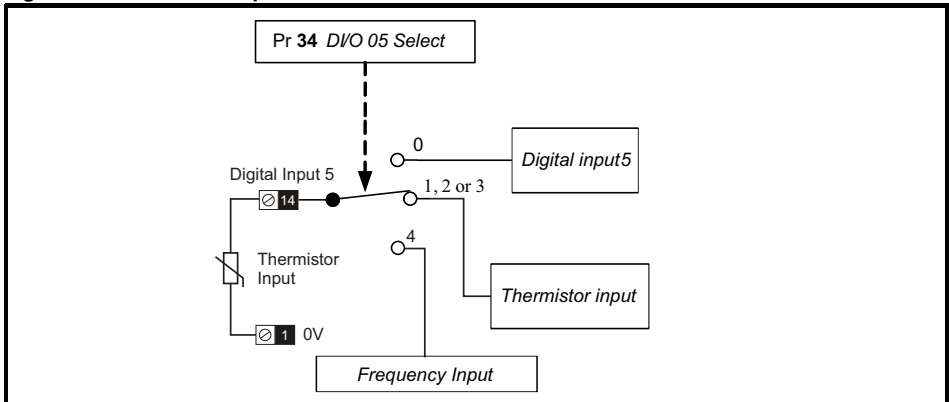 Pr 34 DI/O 05 Select
0
Digital input5
Digital Input 5
1, 2 or 3
14
4
Thermistor
Input
Thermistor input
1 0V
Frequency Input